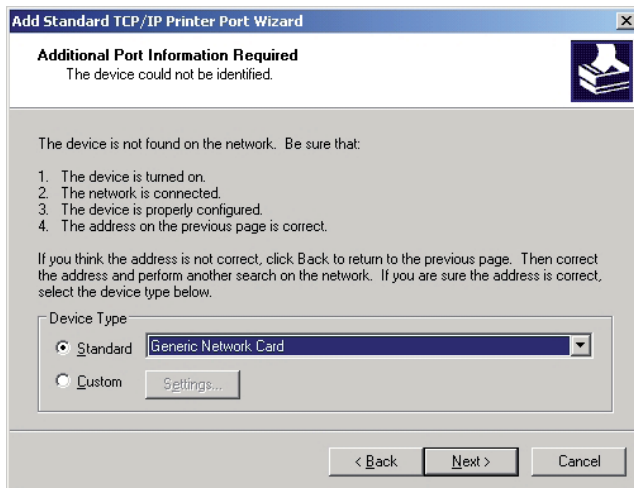 Add Standard TCP/IP Printer Port Wizard
Additional Port Information Required
The device could not be identified.
The device is not found on the network.  Be sure that:
1.  The device is turned on.
2.  The network is connected.
3.  The device is properly configured.
4.  The address on the previous page is correct.
If you think the address is not correct, click Back to return to the previous page.  Then correct
the address and perform another search on the network.  If you are sure the address is correct,
select the device type below.
Device Type
Standard Generic Network Card
Custom Settings...
< Back Next > Cancel